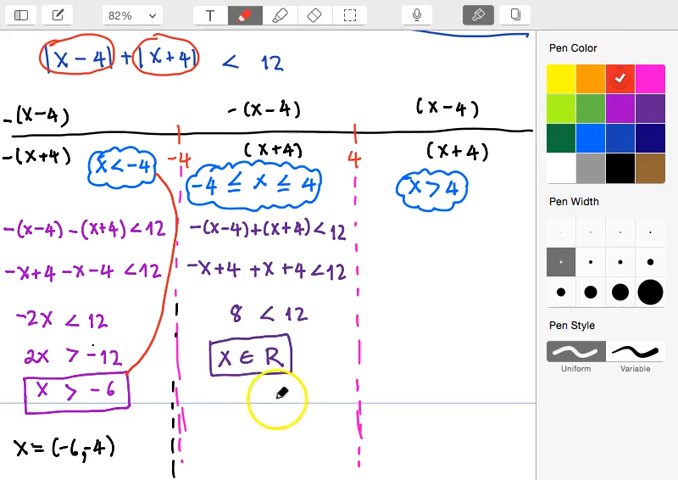 82%
T
|x-4|+|x+4| < 12
-(x-4) -(x-4) (x-4)
-(x+4) x<-4 -4 (x+4) 4 (x+4)
-4 ≤ x ≤ 4 x>4
-(x-4)-(x+4)<12 -(x-4)+(x+4)<12
-x+4-x-4<12 -x+4+x+4<12
-2x < 12 8 < 12
2x > -12 x ∈ R
x > -6
x=(-6,-4)
Pen Color
Pen Width
Pen Style
Uniform Variable